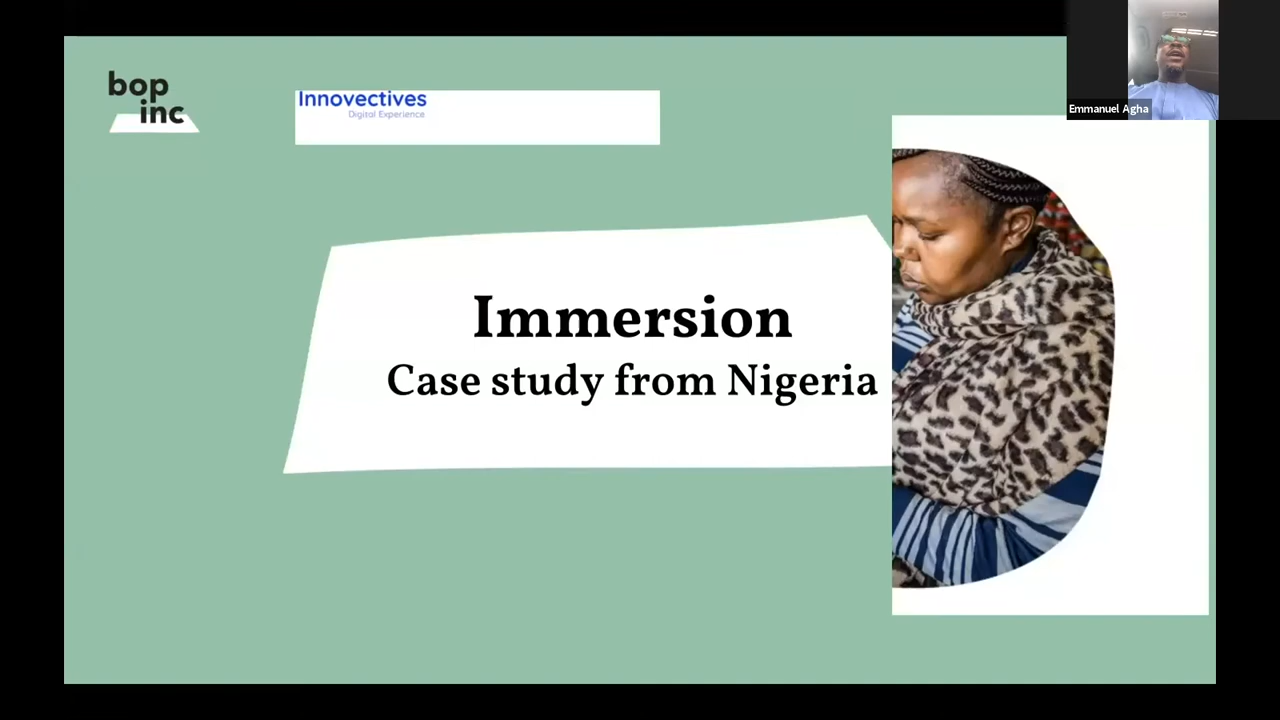 bop
inc
Innovectives
Digital Experience
Emmanuel Agha
Immersion
Case study from Nigeria